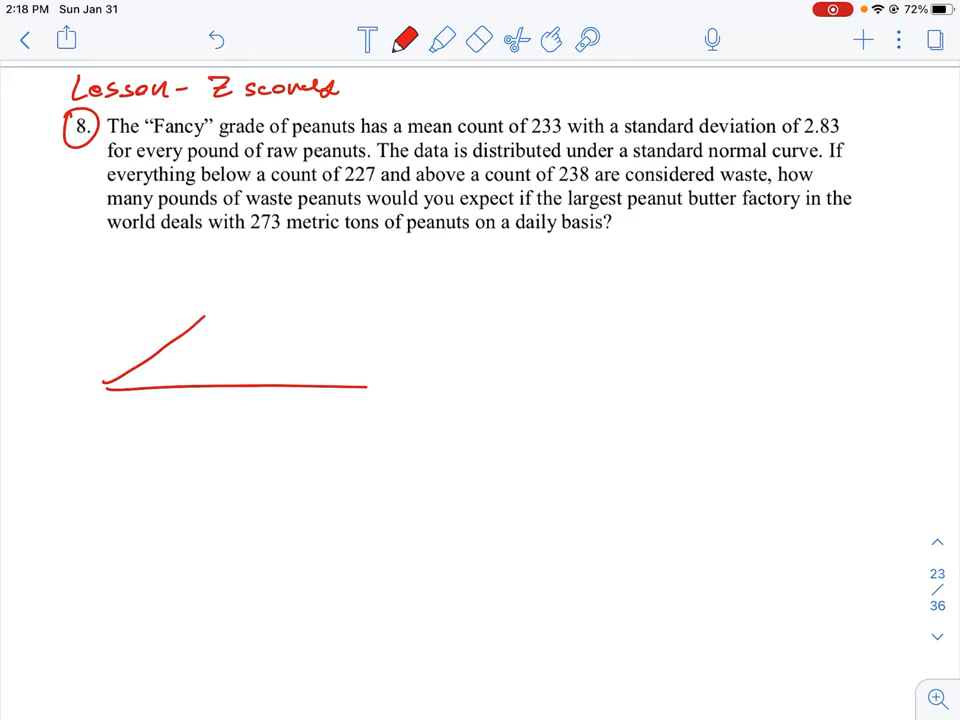 2:18 PM Sun Jan 31
72%
Lesson - Z scores
8. The “Fancy” grade of peanuts has a mean count of 233 with a standard deviation of 2.83
for every pound of raw peanuts. The data is distributed under a standard normal curve. If
everything below a count of 227 and above a count of 238 are considered waste, how
many pounds of waste peanuts would you expect if the largest peanut butter factory in the
world deals with 273 metric tons of peanuts on a daily basis?
23
/
36